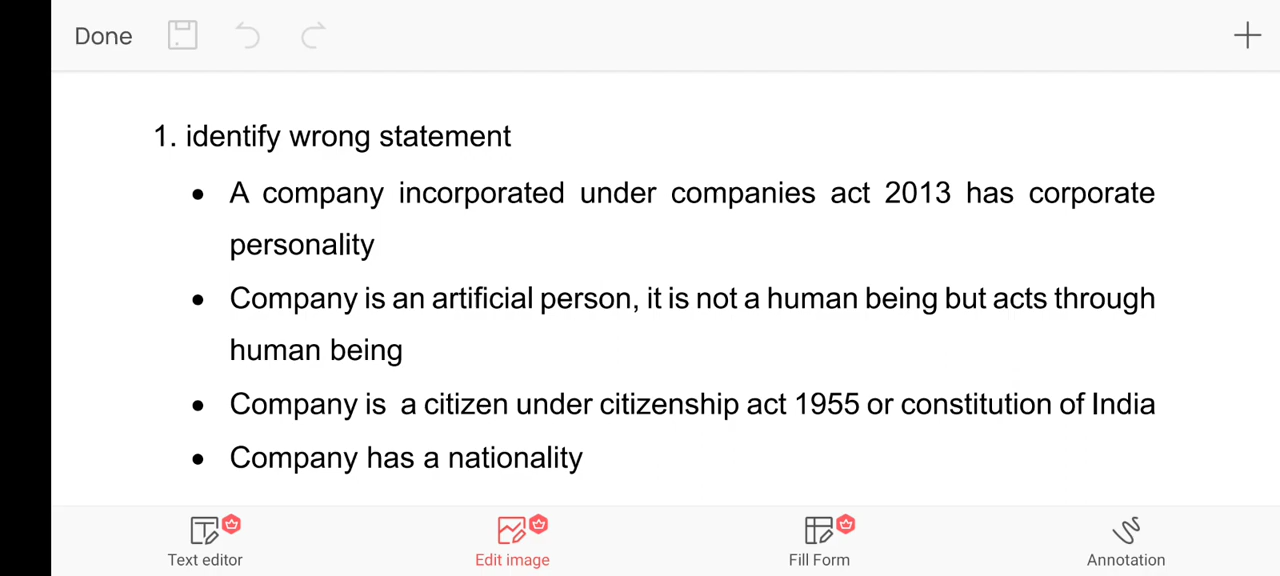 Done
1. identify wrong statement
• A company incorporated under companies act 2013 has corporate
personality
• Company is an artificial person, it is not a human being but acts through
human being
• Company is a citizen under citizenship act 1955 or constitution of India
• Company has a nationality
Text editor
Edit image
Fill Form
Annotation